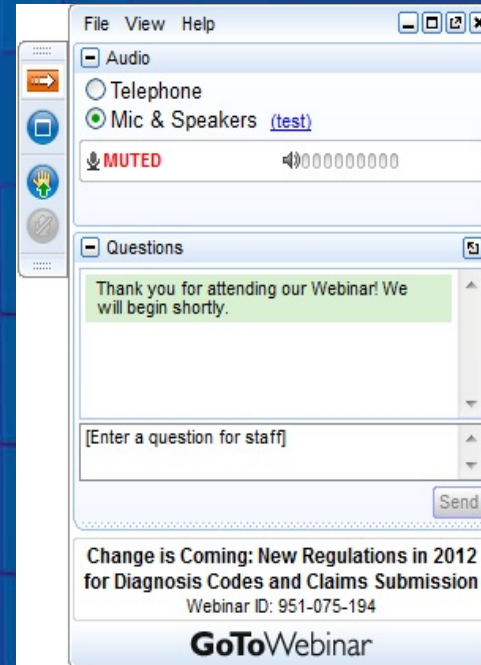 File View Help
Audio
Telephone
Mic & Speakers (test)
MUTED 000000000
Questions
Thank you for attending our Webinar! We
will begin shortly.
[Enter a question for staff]
Send
Change is Coming: New Regulations in 2012
for Diagnosis Codes and Claims Submission
Webinar ID: 951-075-194
GoToWebinar